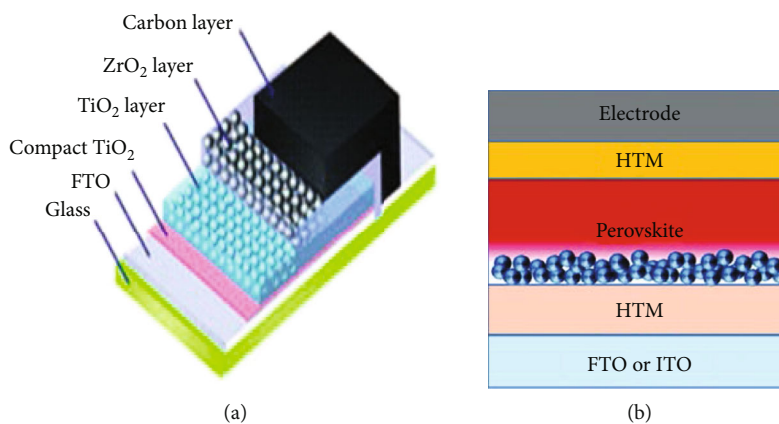 Carbon layer
ZrO₂ layer
TiO₂ layer
Compact TiO₂
FTO
Glass
(a)
Electrode
HTM
Perovskite
HTM
FTO or ITO
(b)